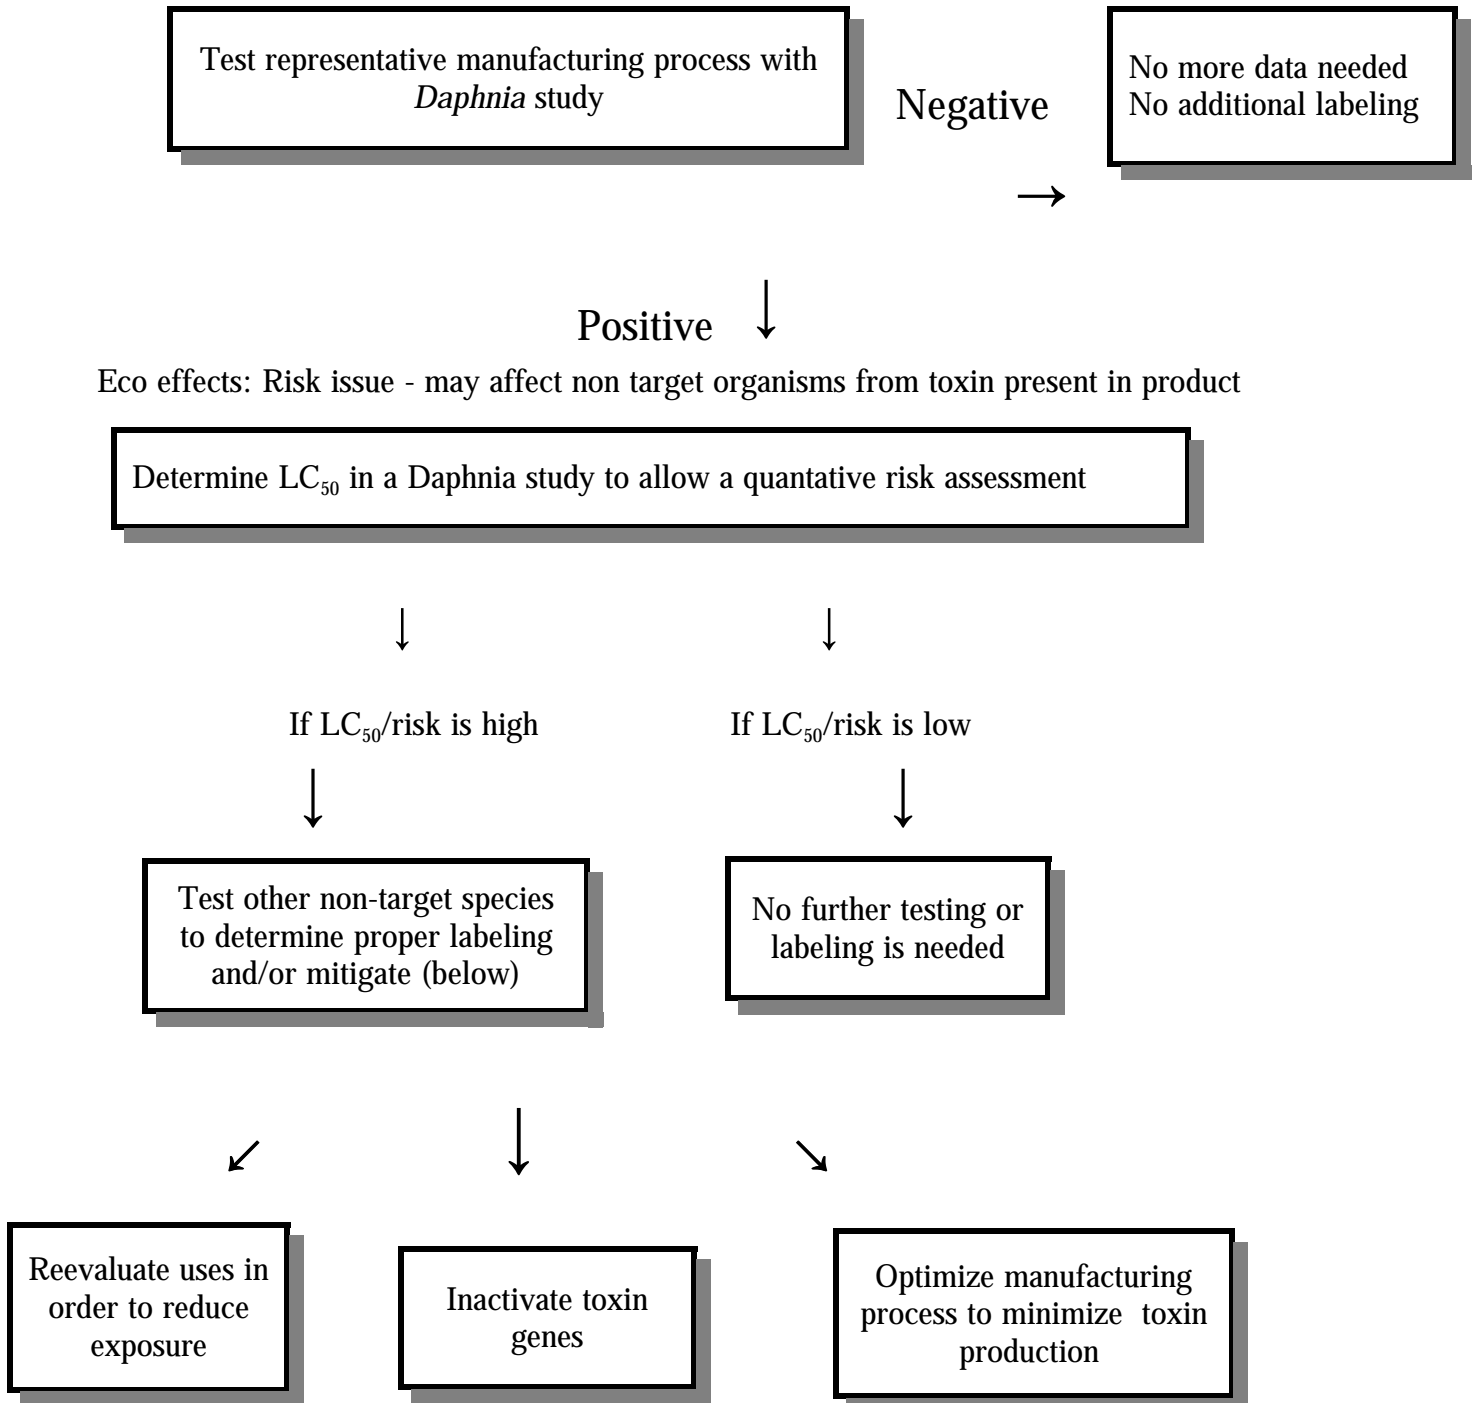 Test representative manufacturing process with
Daphnia study
Negative
No more data needed
No additional labeling
→
↓
Positive
Eco effects: Risk issue - may affect non target organisms from toxin present in product
Determine LC₅₀ in a Daphnia study to allow a quantative risk assessment
↓ ↓
If LC₅₀/risk is high
If LC₅₀/risk is low
↓ ↓
Test other non-target species
to determine proper labeling
and/or mitigate (below)
No further testing or
labeling is needed
↙ ↓ ↘
Reevaluate uses in
order to reduce
exposure
Inactivate toxin
genes
Optimize manufacturing
process to minimize toxin
production